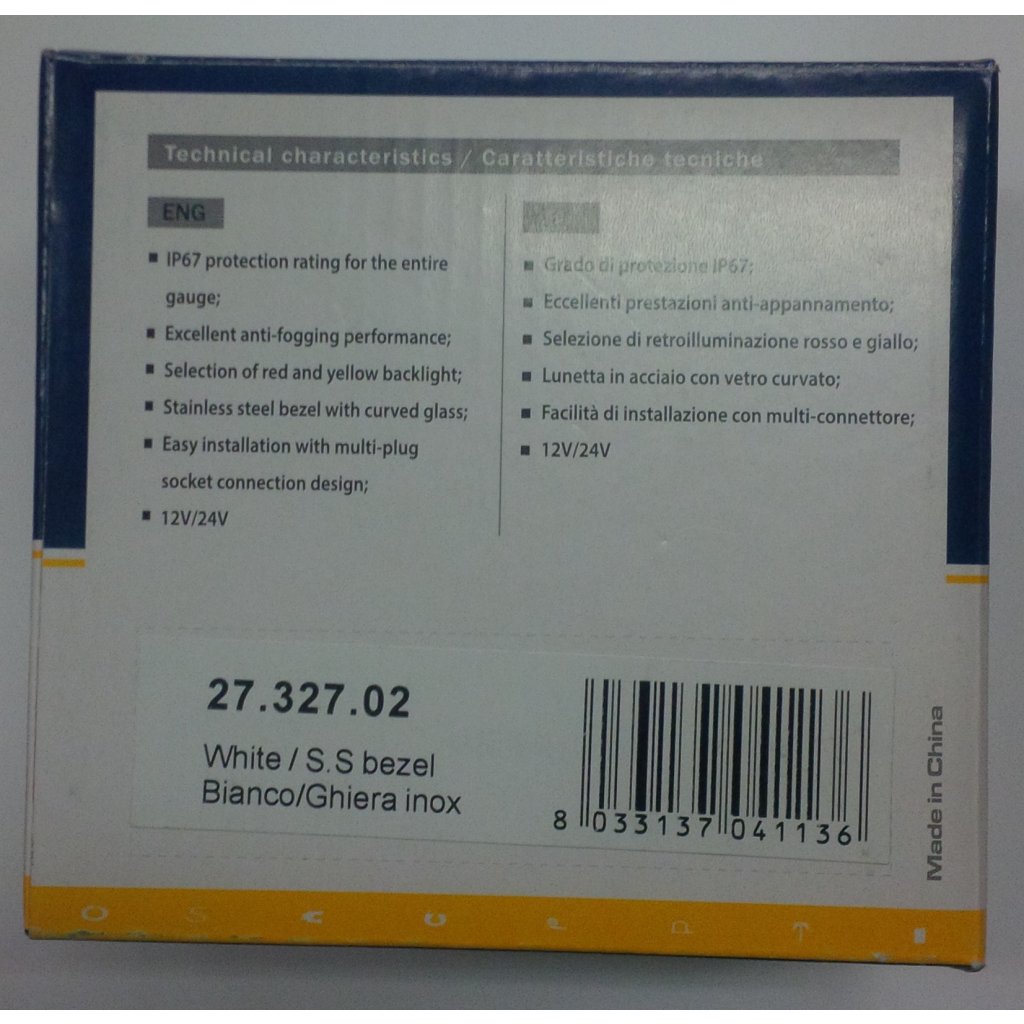 Technical characteristics / Caratteristiche tecniche
ENG
IP67 protection rating for the entire
gauge;
Excellent anti-fogging performance;
Selection of red and yellow backlight;
Stainless steel bezel with curved glass;
Easy installation with multi-plug
socket connection design;
12V/24V
Grado di protezione IP67;
Eccellenti prestazioni anti-appannamento;
Selezione di retroilluminazione rosso e giallo;
Lunetta in acciaio con vetro curvato;
Facilità di installazione con multi-connettore;
12V/24V
27.327.02
White / S.S bezel
Bianco/Ghiera inox
8 033137 041136
Made in China